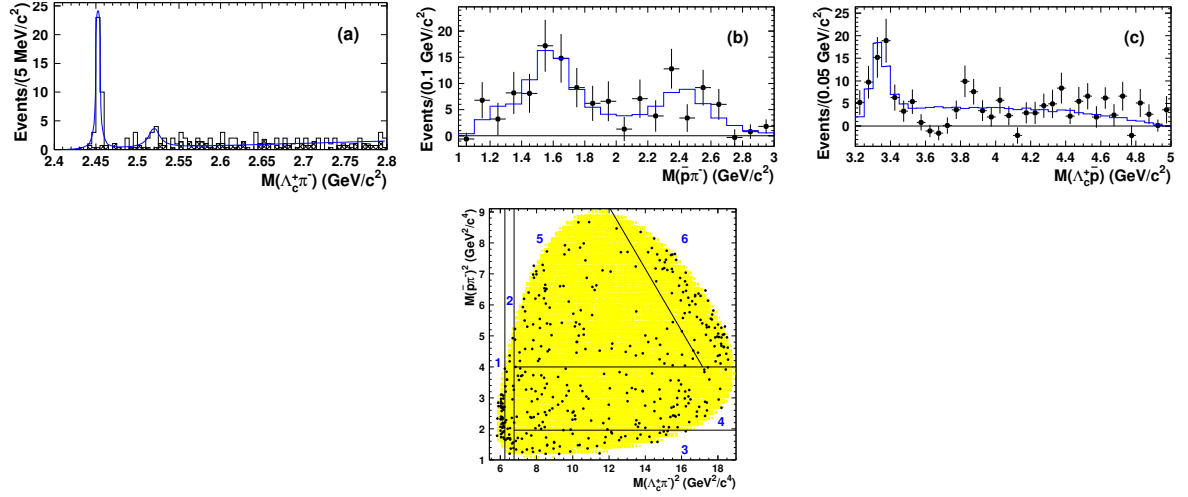 Events/(5 MeV/c²)
25
20
15
10
5
0
(a)
2.4 2.45 2.5 2.55 2.6 2.65 2.7 2.75 2.8
M(Λc⁺π⁻) (GeV/c²)
Events/(0.1 GeV/c²)
20
15
10
5
0
(b)
1 1.2 1.4 1.6 1.8 2 2.2 2.4 2.6 2.8 3
M(p̄π⁻) (GeV/c²)
Events/(0.05 GeV/c²)
25
20
15
10
5
0
(c)
3.2 3.4 3.6 3.8 4 4.2 4.4 4.6 4.8 5
M(Λc⁺p̄) (GeV/c²)
M(p̄π⁻)² (GeV²/c⁴)
9
8
7
6
5
4
3
2
1
5
6
2
1
4
3
6 8 10 12 14 16 18
M(Λc⁺π⁻)² (GeV²/c⁴)